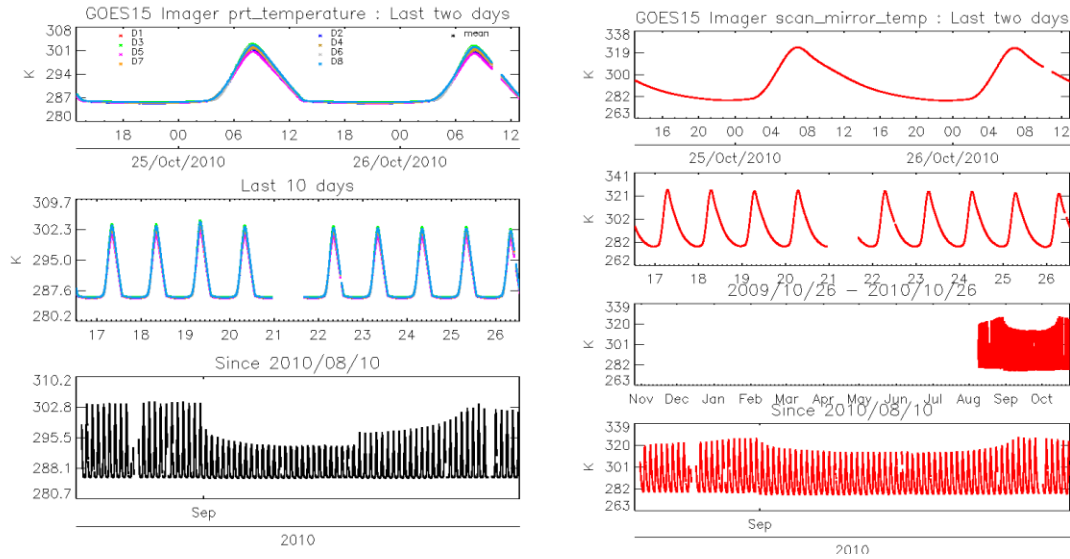 GOES15 Imager prt_temperature : Last two days
308
301
294
287
280
K
D1
D3
D5
D7
D2
D4
D6
D8
mean
18 00 06 12 18 00 06 12
25/Oct/2010 26/Oct/2010
Last 10 days
309.7
302.3
295.0
287.6
280.2
K
17 18 19 20 21 22 23 24 25 26
Since 2010/08/10
310.2
302.8
295.5
288.1
280.7
K
Sep
2010
GOES15 Imager scan_mirror_temp : Last two days
338
319
300
282
263
K
16 20 00 04 08 12 16 20 00 04 08 12
25/Oct/2010 26/Oct/2010
341
321
302
282
262
K
17 18 19 20 21 22 23 24 25 26
2009/10/26 − 2010/10/26
339
320
301
282
263
K
Nov Dec Jan Feb Mar Apr May Jun Jul Aug Sep Oct
Since 2010/08/10
339
320
301
282
263
K
Sep
2010